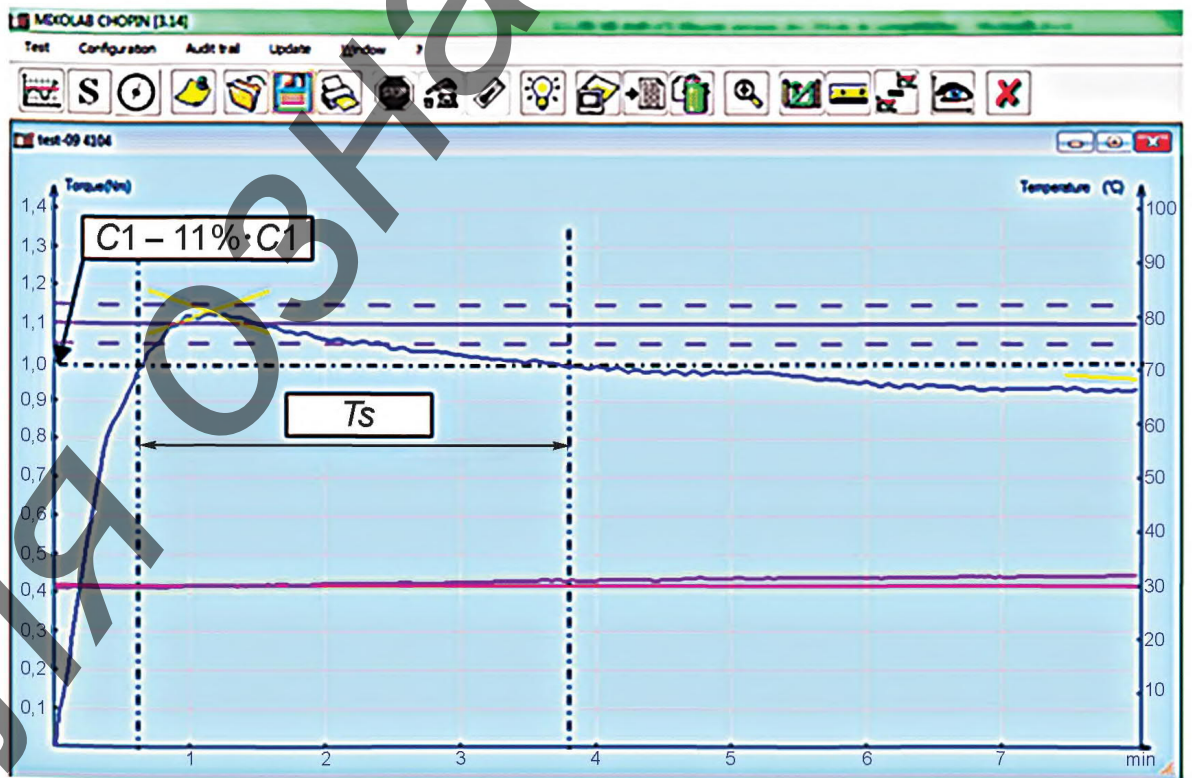 MIXOLAB CHOPIN [3.14]
Test Configuration Audit trail Update Window ?
S
test-09 4104
Torque(Nm)
Temperature (°C)
C1 – 11%·C1
Ts
1,4
1,3
1,2
1,1
1,0
0,9
0,8
0,7
0,6
0,5
0,4
0,3
0,2
0,1
100
90
80
70
60
50
40
30
20
10
1 2 3 4 5 6 7 min
ОЗНА
ИЯ